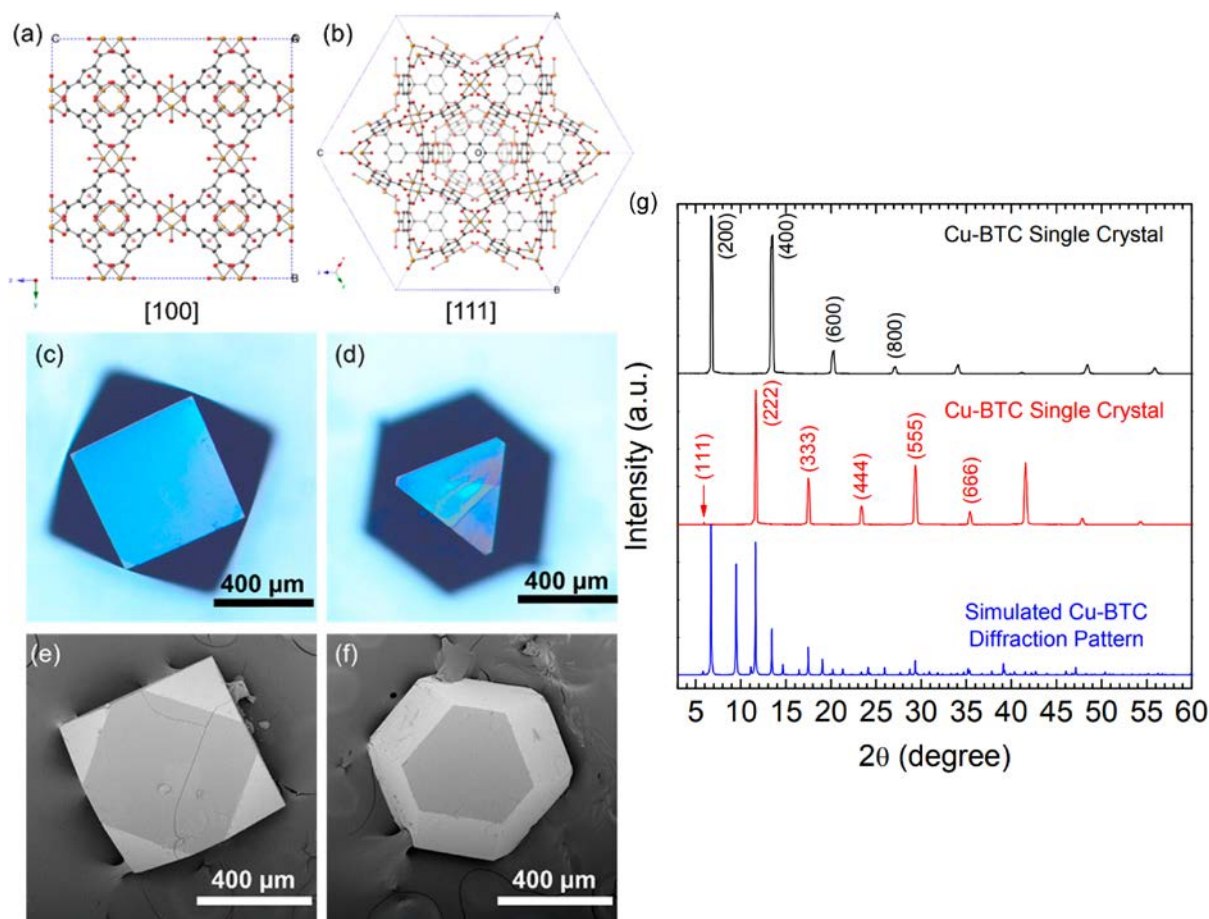 (a)
(b)
C
A
B
A
C
O
B
z
y
z
y
[100]
[111]
(c)
400 µm
(d)
400 µm
(e)
400 µm
(f)
400 µm
(g)
(200)
(400)
(600)
(800)
Cu-BTC Single Crystal
(111)
(222)
(333)
(444)
(555)
(666)
Cu-BTC Single Crystal
Simulated Cu-BTC
Diffraction Pattern
Intensity (a.u.)
5 10 15 20 25 30 35 40 45 50 55 60
2θ (degree)